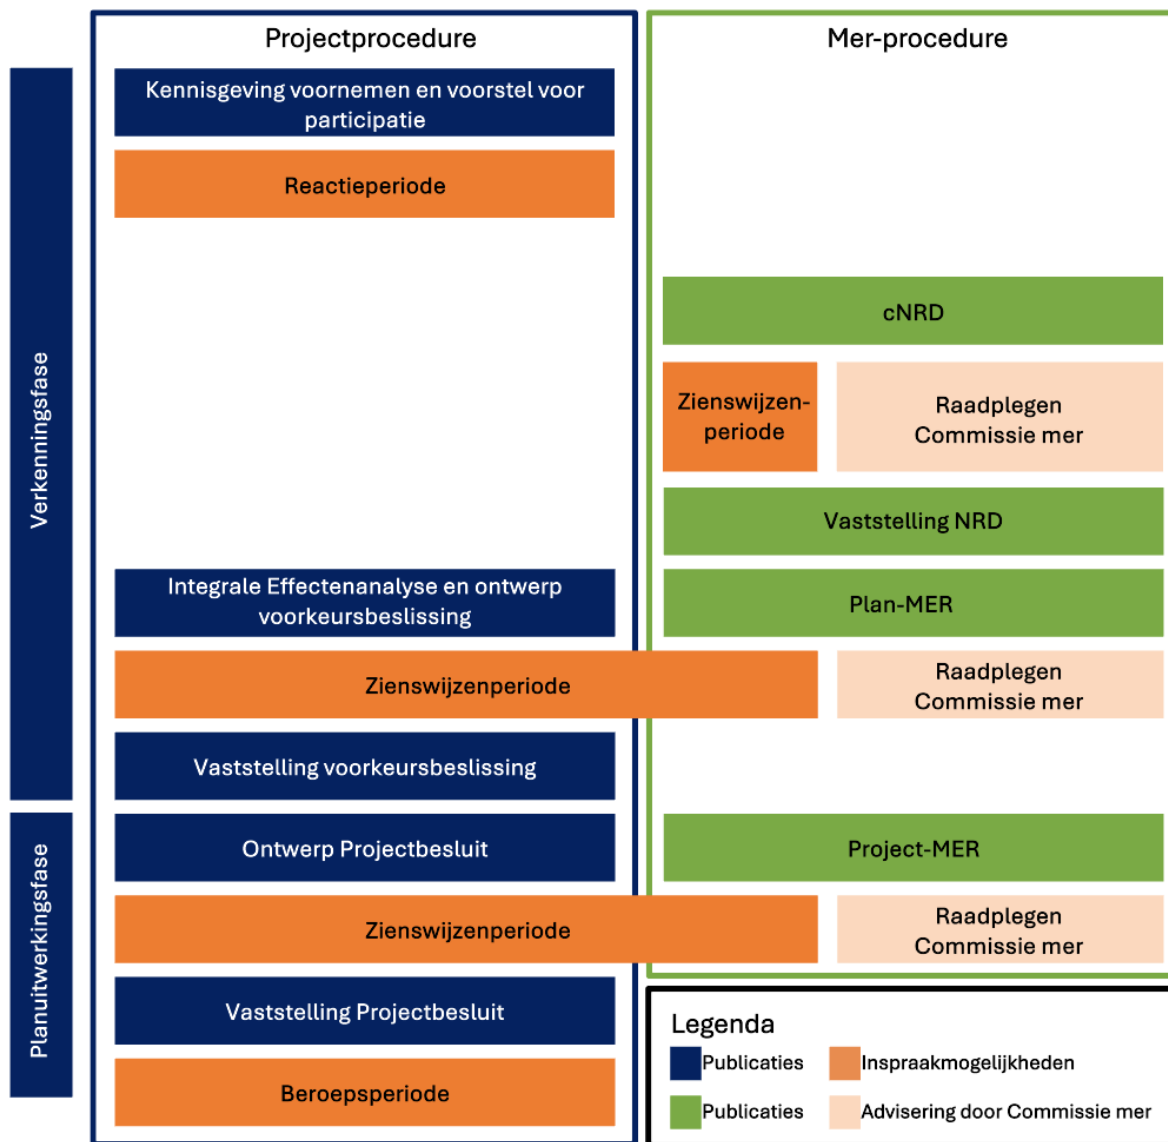 Projectprocedure
Mer-procedure
Verkenningsfase
Kennisgeving voornemen en voorstel voor
participatie
Reactieperiode
cNRD
Zienswijzen-
periode
Raadplegen
Commissie mer
Vaststelling NRD
Integrale Effectenanalyse en ontwerp
voorkeursbeslissing
Plan-MER
Zienswijzenperiode
Raadplegen
Commissie mer
Vaststelling voorkeursbeslissing
Planuitwerkingsfase
Ontwerp Projectbesluit
Project-MER
Zienswijzenperiode
Raadplegen
Commissie mer
Vaststelling Projectbesluit
Beroepsperiode
Legenda
Publicaties
Inspraakmogelijkheden
Publicaties
Advisering door Commissie mer